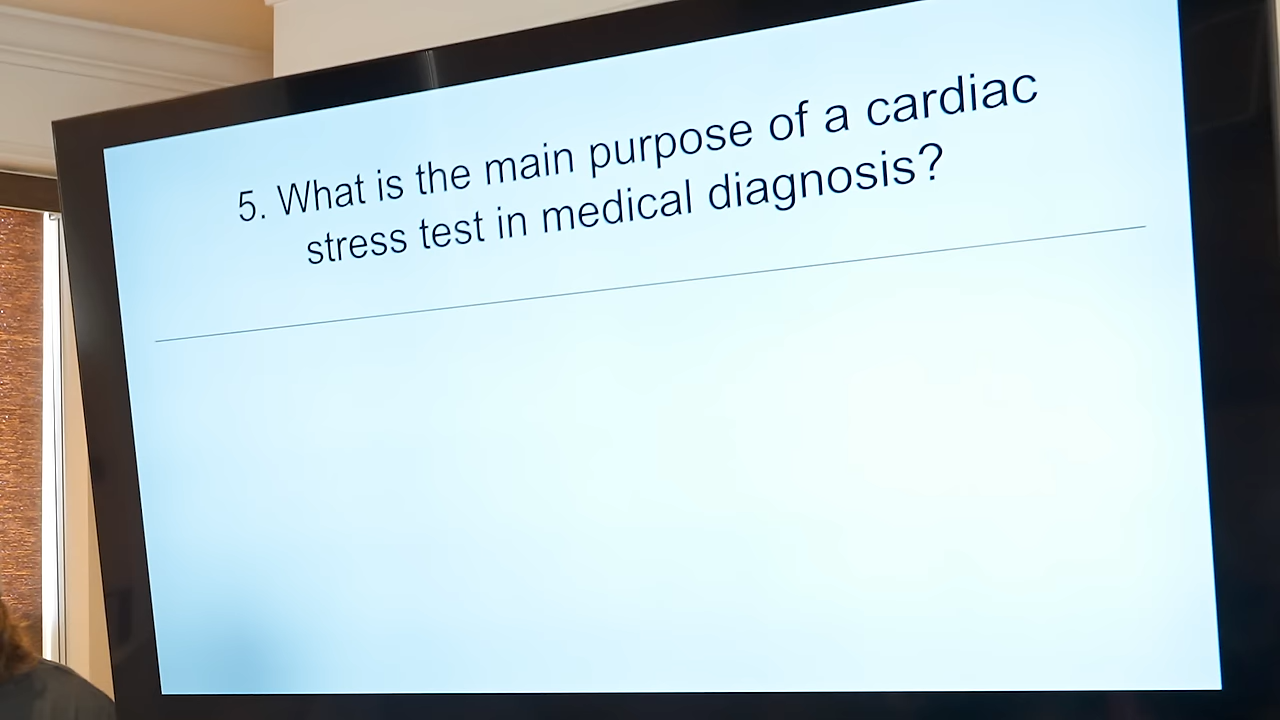 5. What is the main purpose of a cardiac
stress test in medical diagnosis?